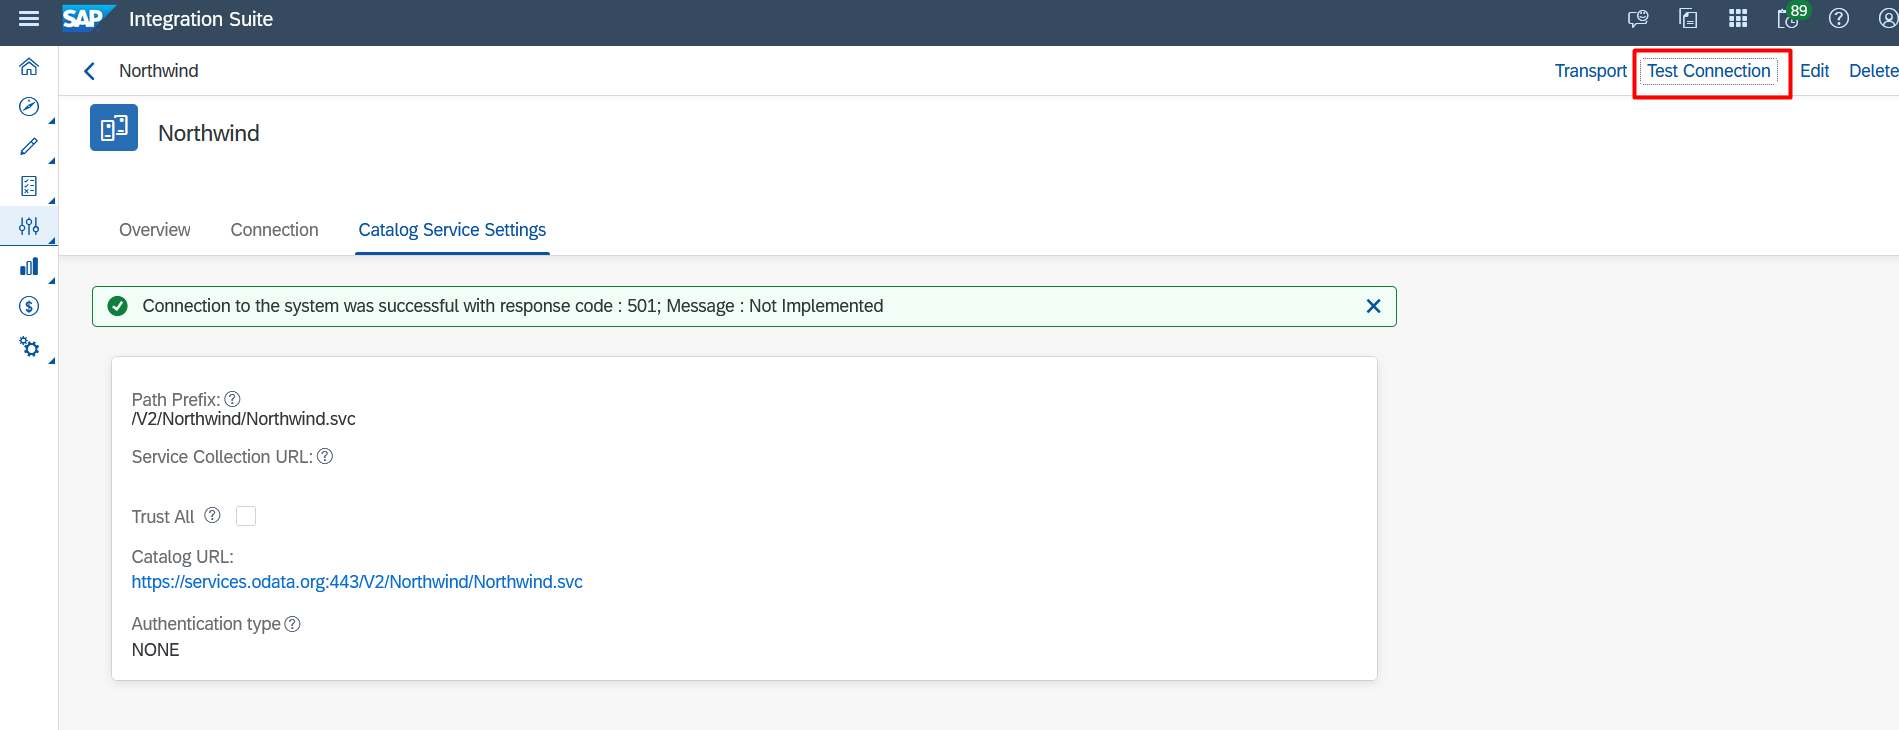 SAP Integration Suite
89
Northwind
Transport Test Connection Edit Delete
Northwind
Overview Connection Catalog Service Settings
Connection to the system was successful with response code : 501; Message : Not Implemented
Path Prefix:
/V2/Northwind/Northwind.svc
Service Collection URL:
Trust All
Catalog URL:
https://services.odata.org:443/V2/Northwind/Northwind.svc
Authentication type
NONE